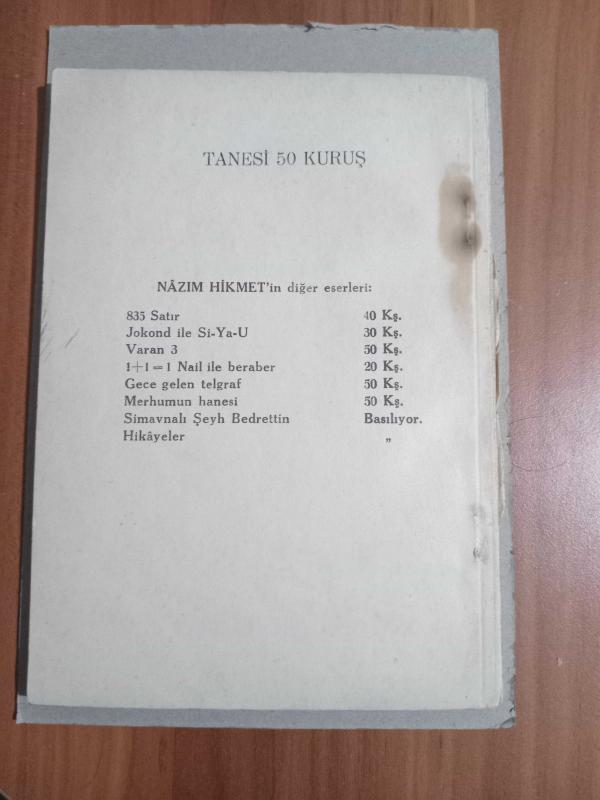 TANESİ 50 KURUŞ
NÂZIM HİKMET'in diğer eserleri:
835 Satır 40 Kş.
Jokond ile Si-Ya-U 30 Kş.
Varan 3 50 Kş.
1+1=1 Nail ile beraber 20 Kş.
Gece gelen telgraf 50 Kş.
Merhumun hanesi 50 Kş.
Simavnalı Şeyh Bedrettin Basılıyor.
Hikâyeler „